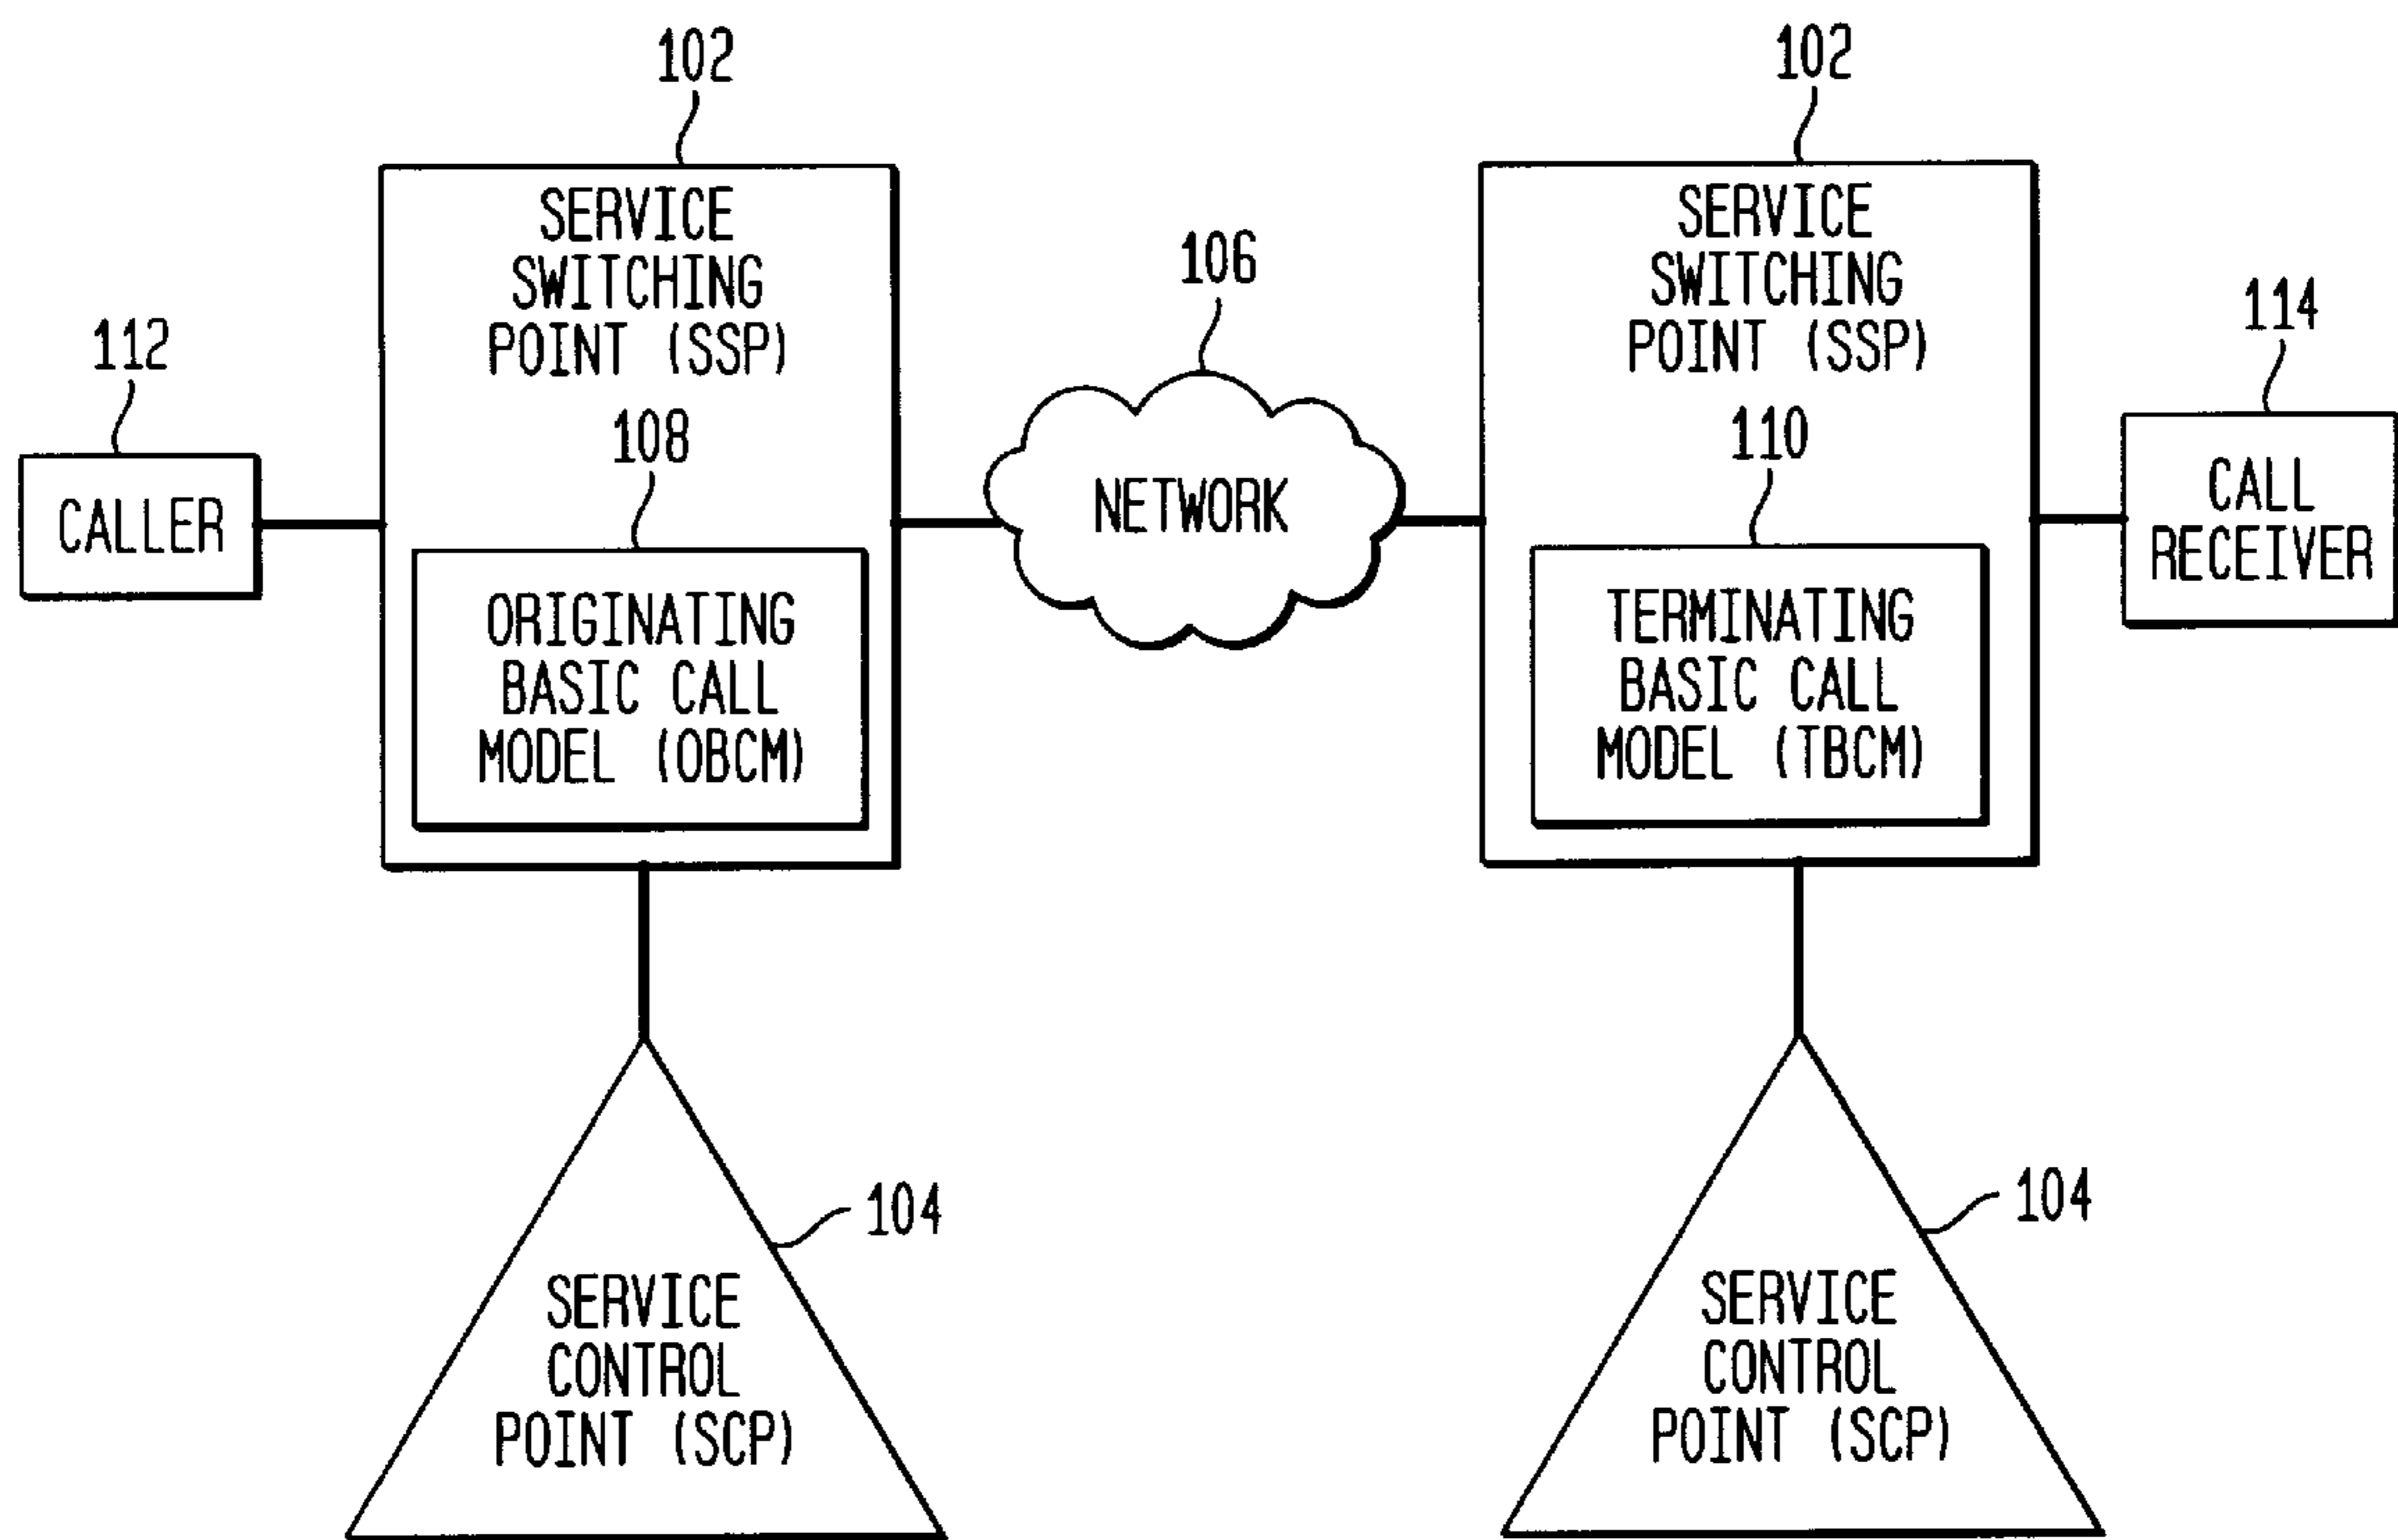 102
SERVICE
SWITCHING
POINT (SSP)
108
ORIGINATING
BASIC CALL
MODEL (OBCM)
112
CALLER
106
NETWORK
102
SERVICE
SWITCHING
POINT (SSP)
110
TERMINATING
BASIC CALL
MODEL (TBCM)
114
CALL
RECEIVER
104
SERVICE
CONTROL
POINT (SCP)
104
SERVICE
CONTROL
POINT (SCP)